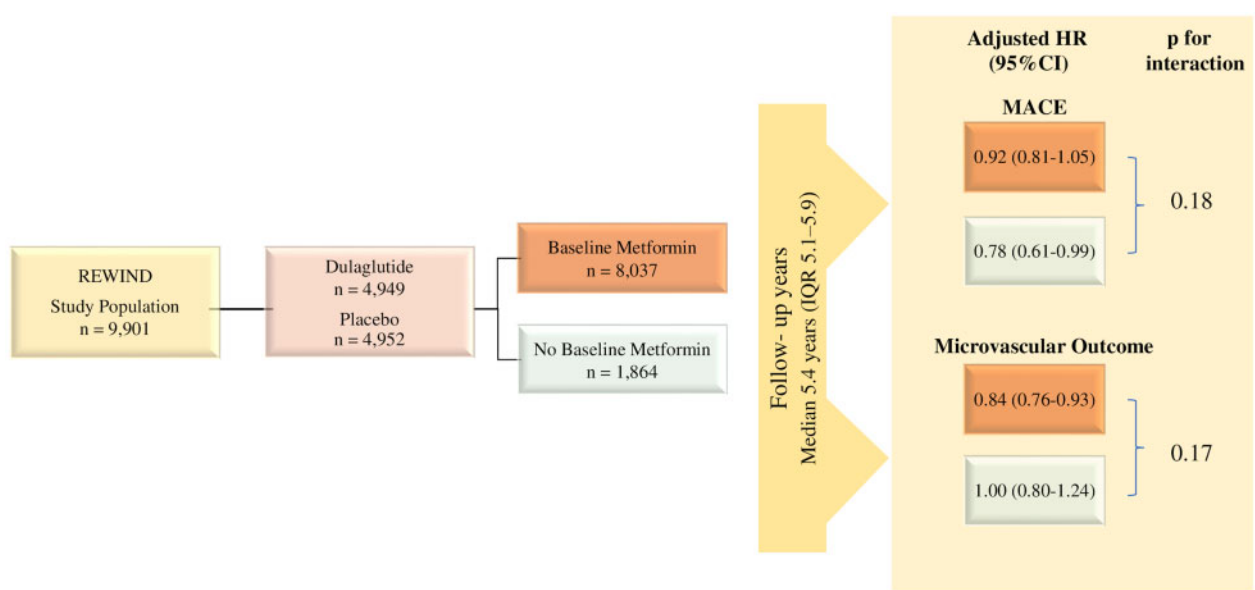 REWIND
Study Population
n = 9,901
Dulaglutide
n = 4,949
Placebo
n = 4,952
Baseline Metformin
n = 8,037
No Baseline Metformin
n = 1,864
Follow- up years
Median 5.4 years (IQR 5.1–5.9)
Adjusted HR
(95%CI)
p for
interaction
MACE
0.92 (0.81-1.05)
0.78 (0.61-0.99)
0.18
Microvascular Outcome
0.84 (0.76-0.93)
1.00 (0.80-1.24)
0.17